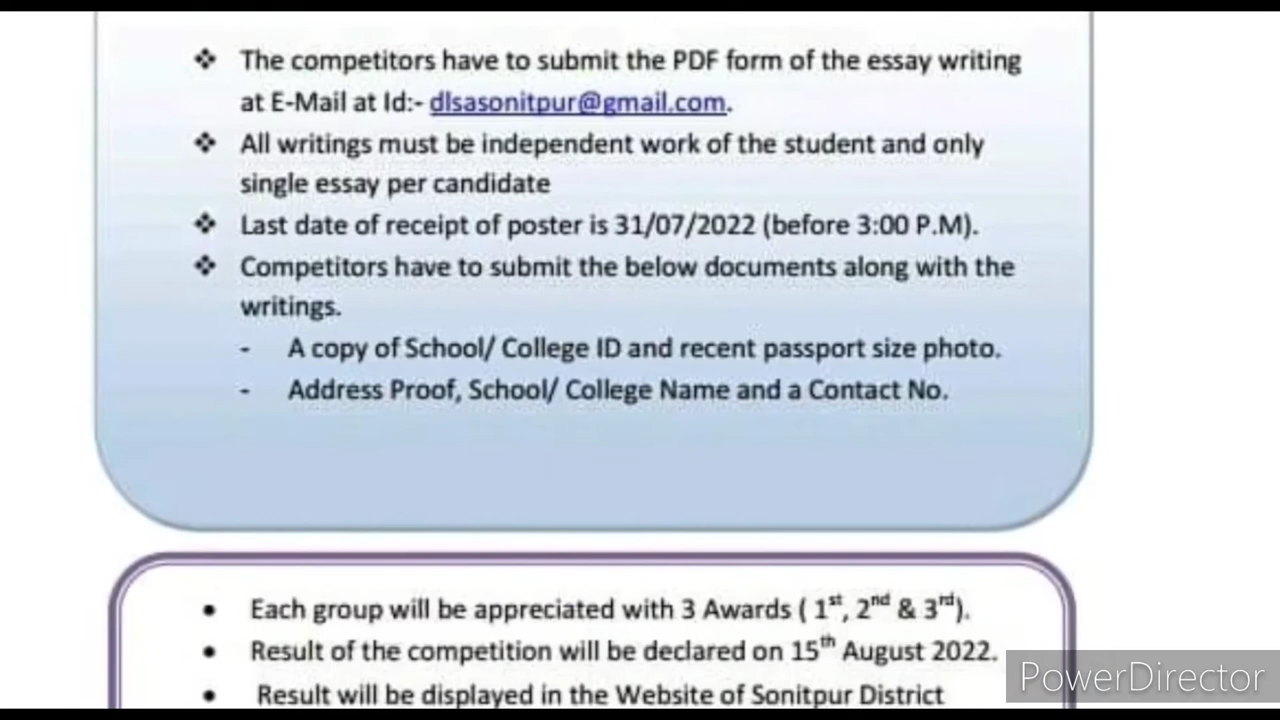 ❖ The competitors have to submit the PDF form of the essay writing
at E-Mail at Id:- dlsasonitpur@gmail.com.
❖ All writings must be independent work of the student and only
single essay per candidate
❖ Last date of receipt of poster is 31/07/2022 (before 3:00 P.M).
❖ Competitors have to submit the below documents along with the
writings.
- A copy of School/ College ID and recent passport size photo.
- Address Proof, School/ College Name and a Contact No.
• Each group will be appreciated with 3 Awards ( 1st, 2nd & 3rd).
• Result of the competition will be declared on 15th August 2022.
• Result will be displayed in the Website of Sonitpur District
PowerDirector